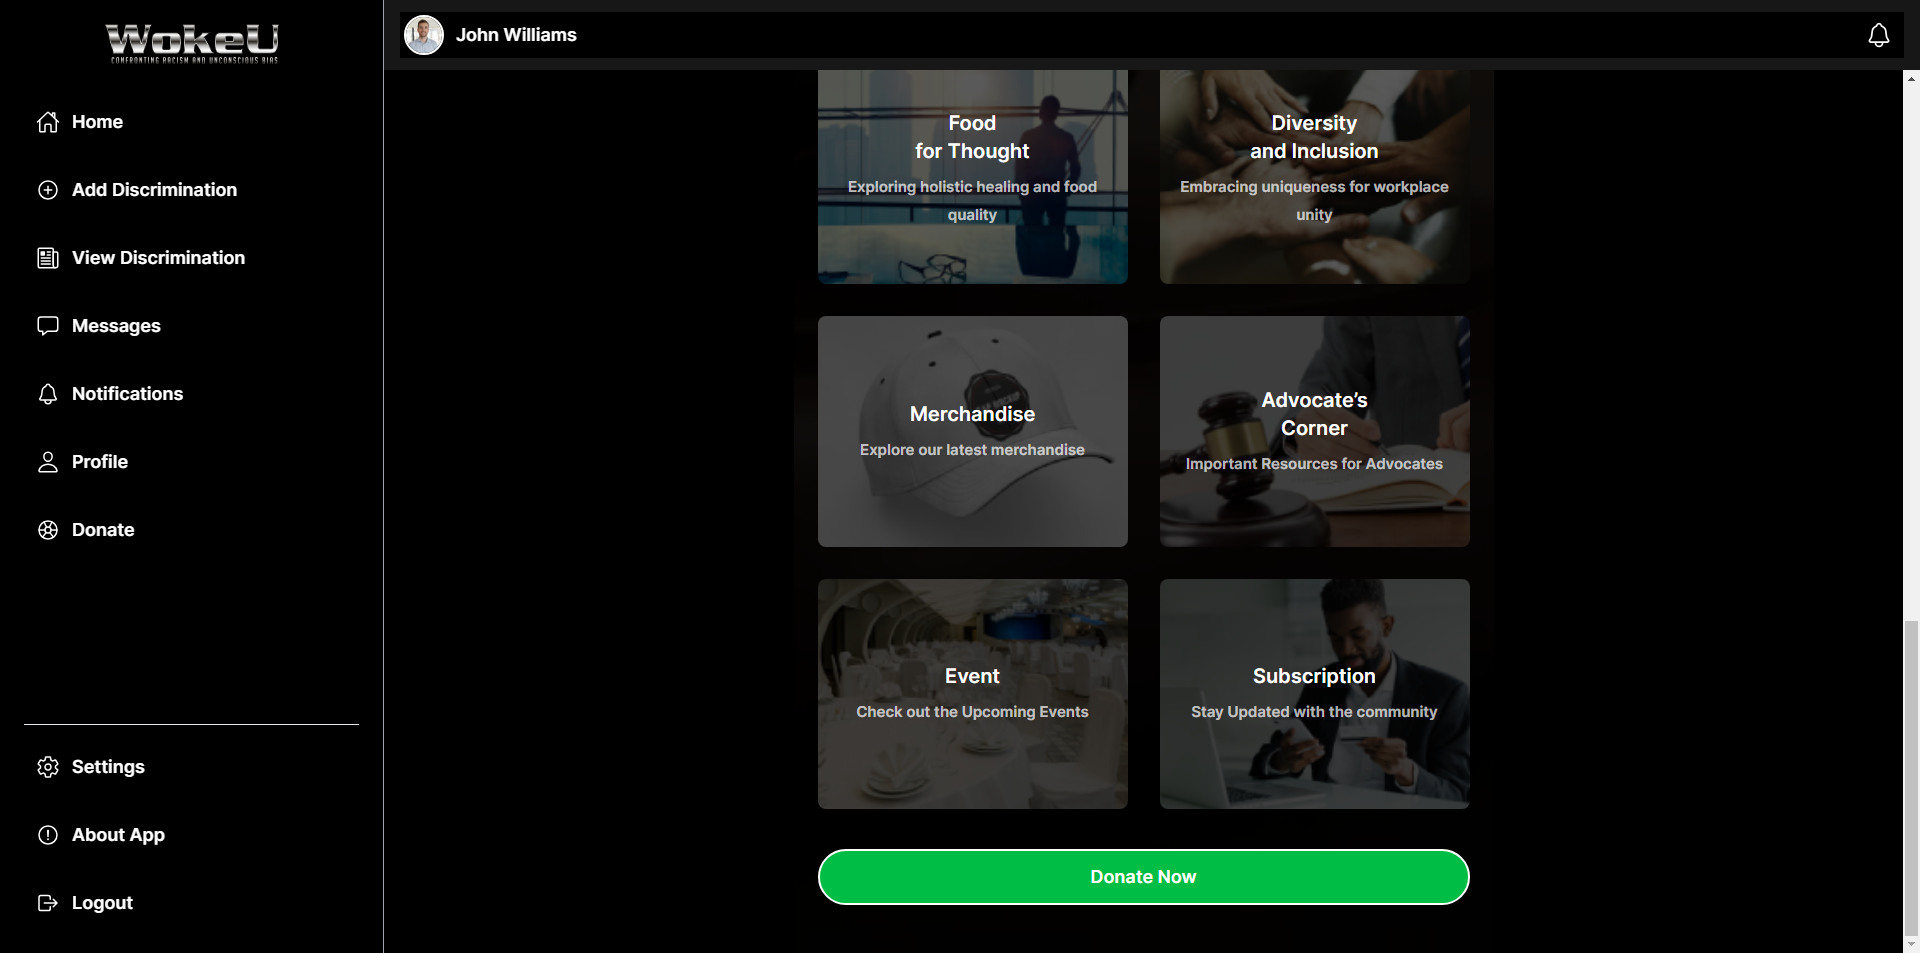 WokeU
CONFRONTING RACISM AND UNCONSCIOUS BIAS
John Williams
Home
Add Discrimination
View Discrimination
Messages
Notifications
Profile
Donate
Settings
About App
Logout
Food
for Thought
Exploring holistic healing and food
quality
Diversity
and Inclusion
Embracing uniqueness for workplace
unity
Merchandise
Explore our latest merchandise
Advocate’s
Corner
Important Resources for Advocates
Event
Check out the Upcoming Events
Subscription
Stay Updated with the community
Donate Now